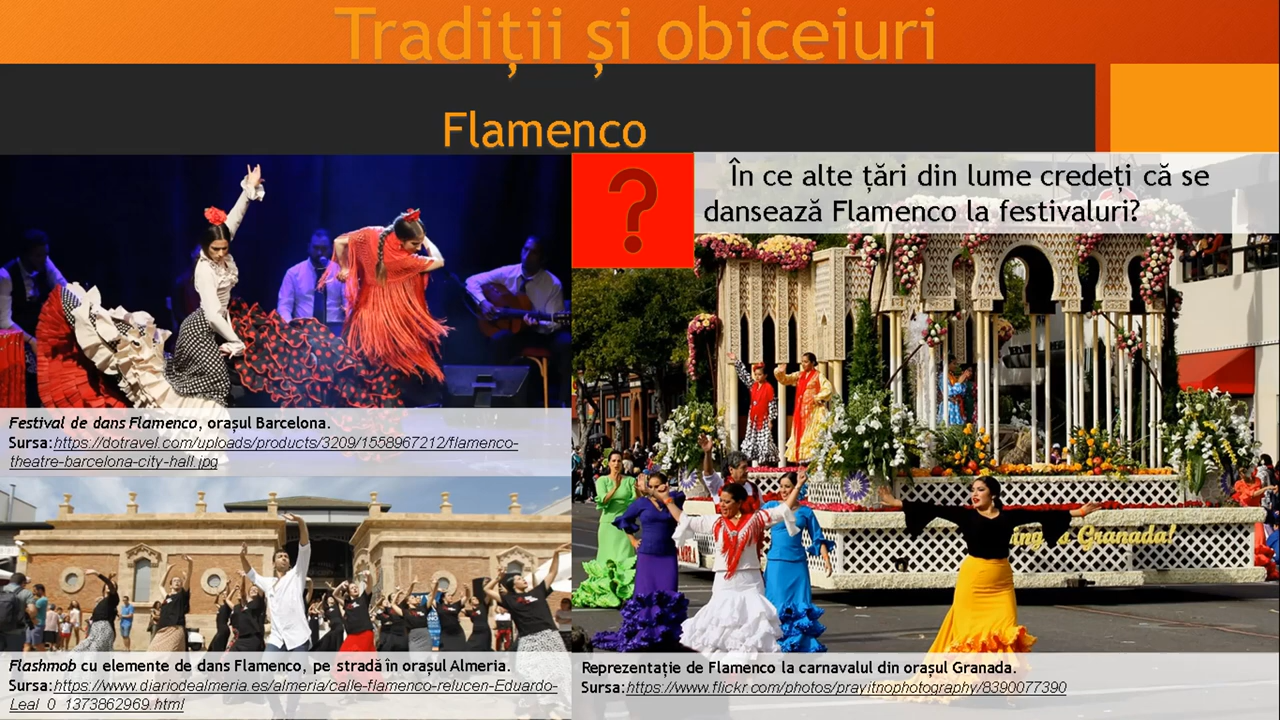 Tradiții și obiceiuri
Flamenco
?
În ce alte țări din lume credeți că se
dansează Flamenco la festivaluri?
Festival de dans Flamenco, orașul Barcelona.
Sursa:https://dotravel.com/uploads/products/3209/1558967212/flamenco-
theatre-barcelona-city-hall.jpg
Flashmob cu elemente de dans Flamenco, pe stradă în orașul Almeria.
Sursa:https://www.diariodealmeria.es/almeria/calle-flamenco-relucen-Eduardo-
Leal_0_1373862969.html
Granada!
Reprezentație de Flamenco la carnavalul din orașul Granada.
Sursa:https://www.flickr.com/photos/prayitnophotography/8390077390